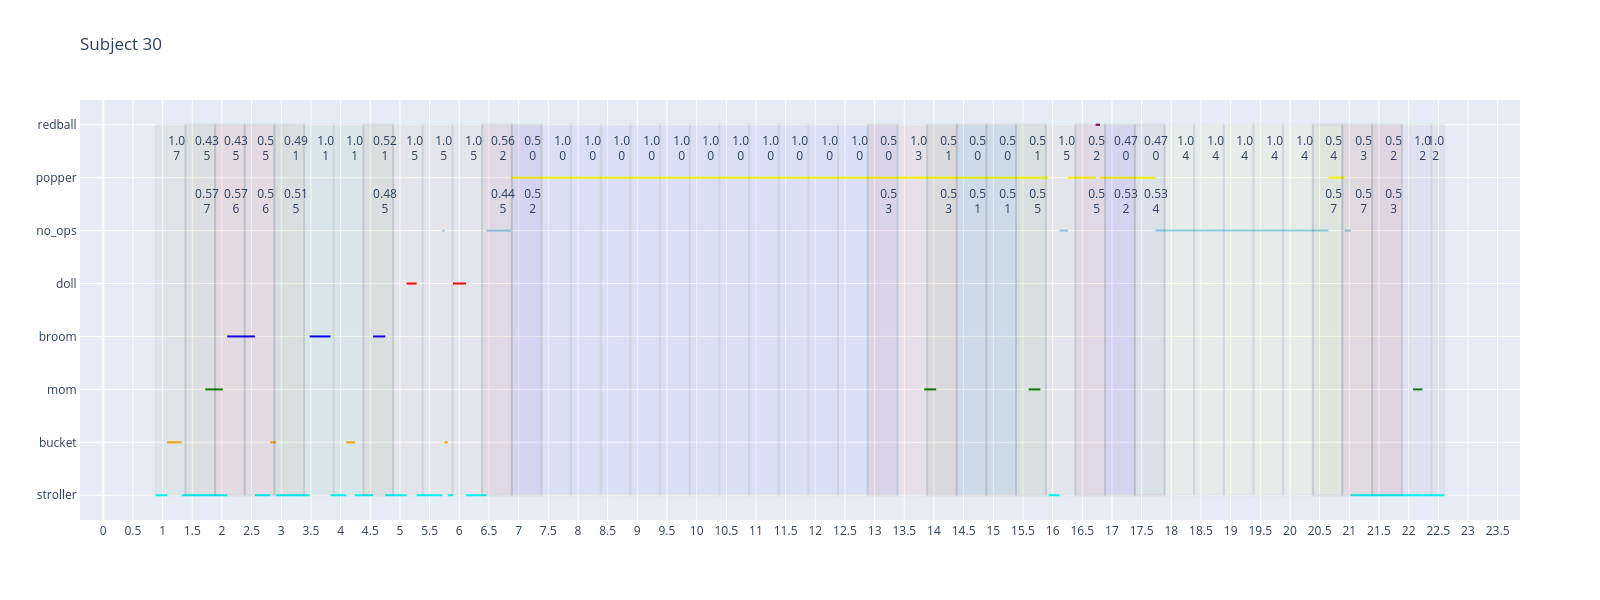 Subject 30
redball
1.0 0.43 0.43 0.5 0.49 1.0 1.0 0.52 1.0 1.0 1.0 0.56 0.5 1.0 1.0 1.0 1.0 1.0 1.0 1.0 1.0 1.0 1.0 1.0 0.5 1.0 0.5 0.5 0.5 0.5 1.0 0.5 0.47 0.47 1.0 1.0 1.0 1.0 1.0 0.5 0.5 0.5 1.0 1.0
7 5 5 5 1 1 1 1 5 5 5 2 0 0 0 0 0 0 0 0 0 0 0 0 0 3 1 0 0 1 5 2 0 0 4 4 4 4 4 4 3 2 2 2
popper
0.57 0.57 0.5 0.51 0.48 0.44 0.5 0.5 0.5 0.5 0.5 0.5 0.5 0.53 0.53 0.5 0.5 0.5
7 6 6 5 5 5 2 3 3 1 1 5 5 2 4 7 7 3
no_ops
doll
broom
mom
bucket
stroller
0 0.5 1 1.5 2 2.5 3 3.5 4 4.5 5 5.5 6 6.5 7 7.5 8 8.5 9 9.5 10 10.5 11 11.5 12 12.5 13 13.5 14 14.5 15 15.5 16 16.5 17 17.5 18 18.5 19 19.5 20 20.5 21 21.5 22 22.5 23 23.5